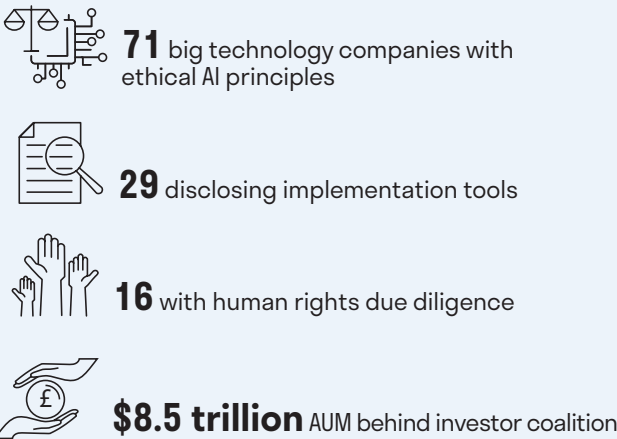 71 big technology companies with
ethical AI principles
29 disclosing implementation tools
16 with human rights due diligence
£
$8.5 trillion AUM behind investor coalition